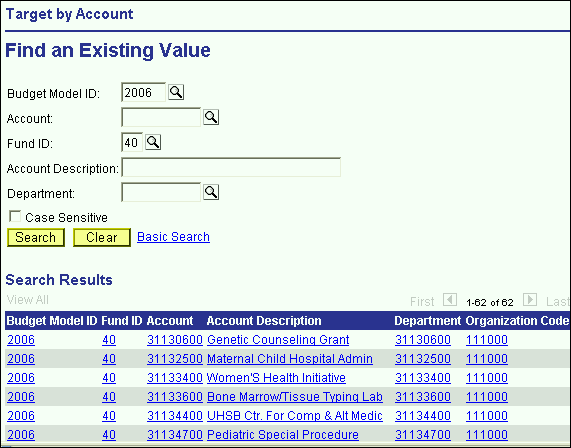 Target by Account
Find an Existing Value
Budget Model ID: 2006
Account:
Fund ID: 40
Account Description:
Department:
Case Sensitive
Search Clear Basic Search
Search Results
View All First 1-62 of 62 Last
Budget Model ID Fund ID Account Account Description Department Organization Code
2006 40 31130600 Genetic Counseling Grant 31130600 111000
2006 40 31132500 Maternal Child Hospital Admin 31132500 111000
2006 40 31133400 Women'S Health Initiative 31133400 111000
2006 40 31133600 Bone Marrow/Tissue Typing Lab 31133600 111000
2006 40 31134400 UHSB Ctr. For Comp & Alt Medic 31134400 111000
2006 40 31134700 Pediatric Special Procedure 31134700 111000